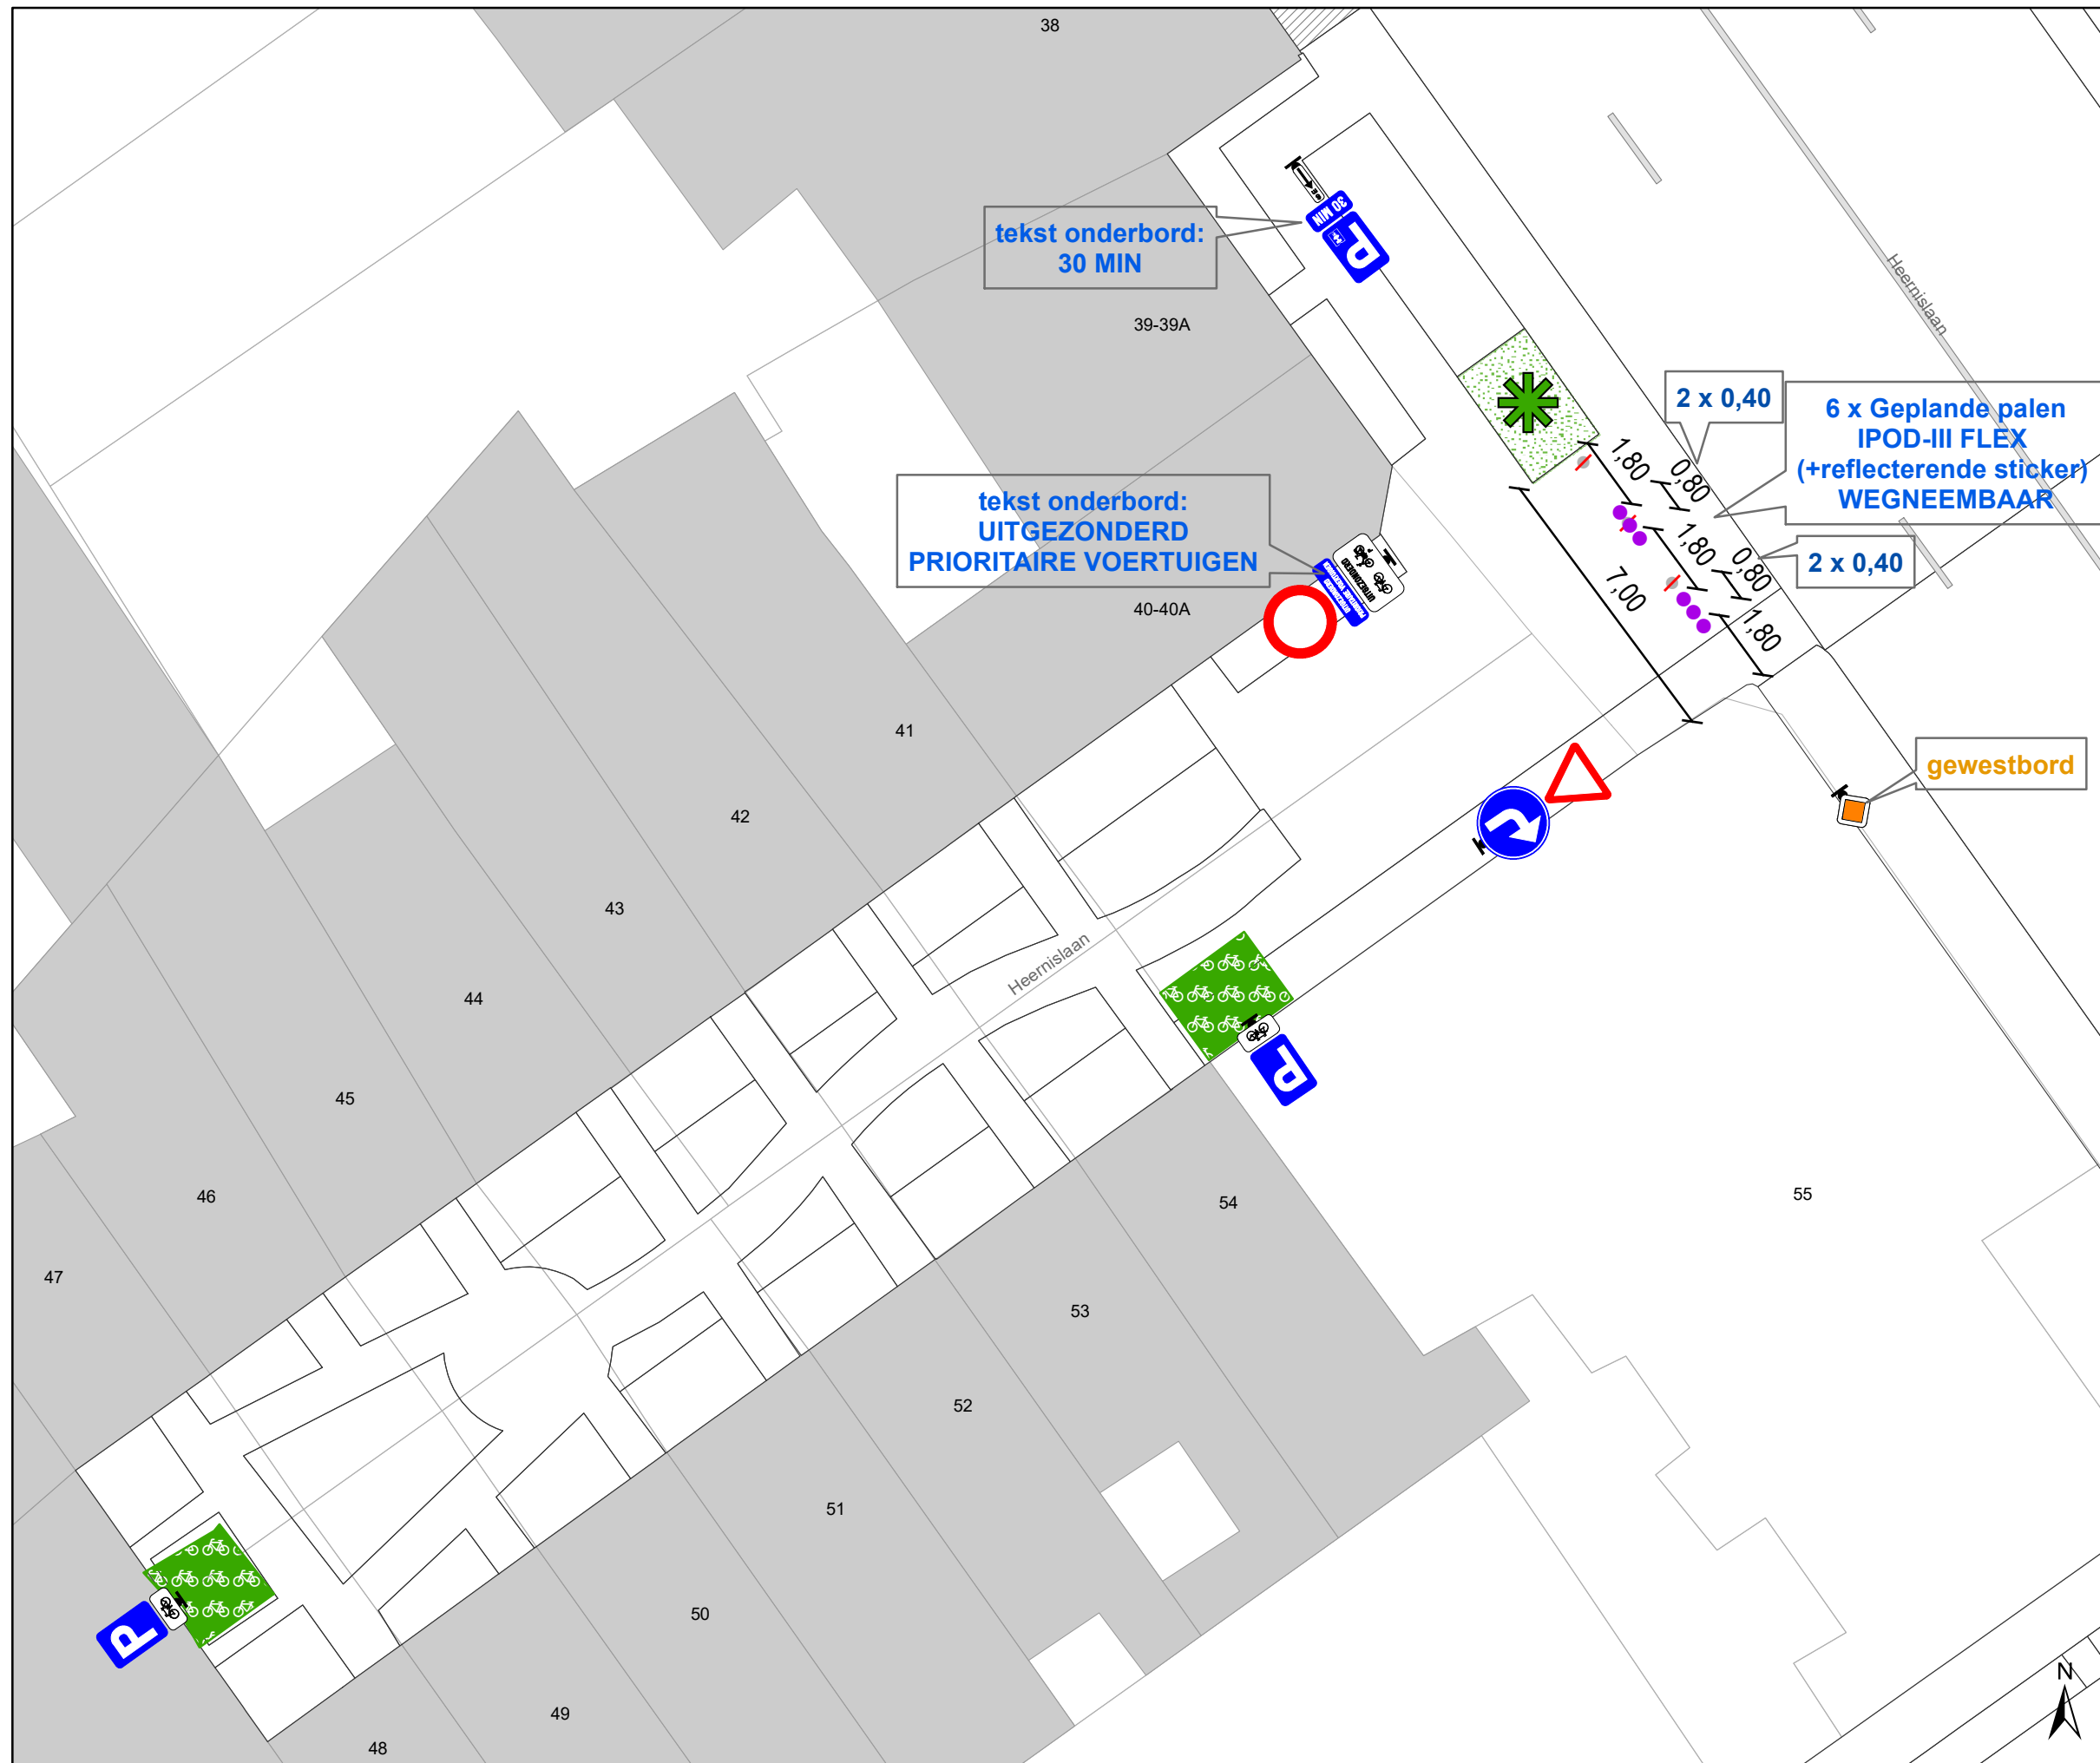 38
30 MIN
P
tekst onderbord:
30 MIN
Heernislaan
39-39A
2 x 0,40
6 x Geplande palen
IPOD-III FLEX
(+reflecterende sticker)
WEGNEEMBAAR
1,80
0,80
tekst onderbord:
UITGEZONDERD
PRIORITAIRE VOERTUIGEN
UITGEZONDERD
1,80
0,80
2 x 0,40
7,00
1,80
40-40A
41
gewestbord
42
43
Heernislaan
44
P
45
46
54
55
47
53
52
51
50
P
N
49
48